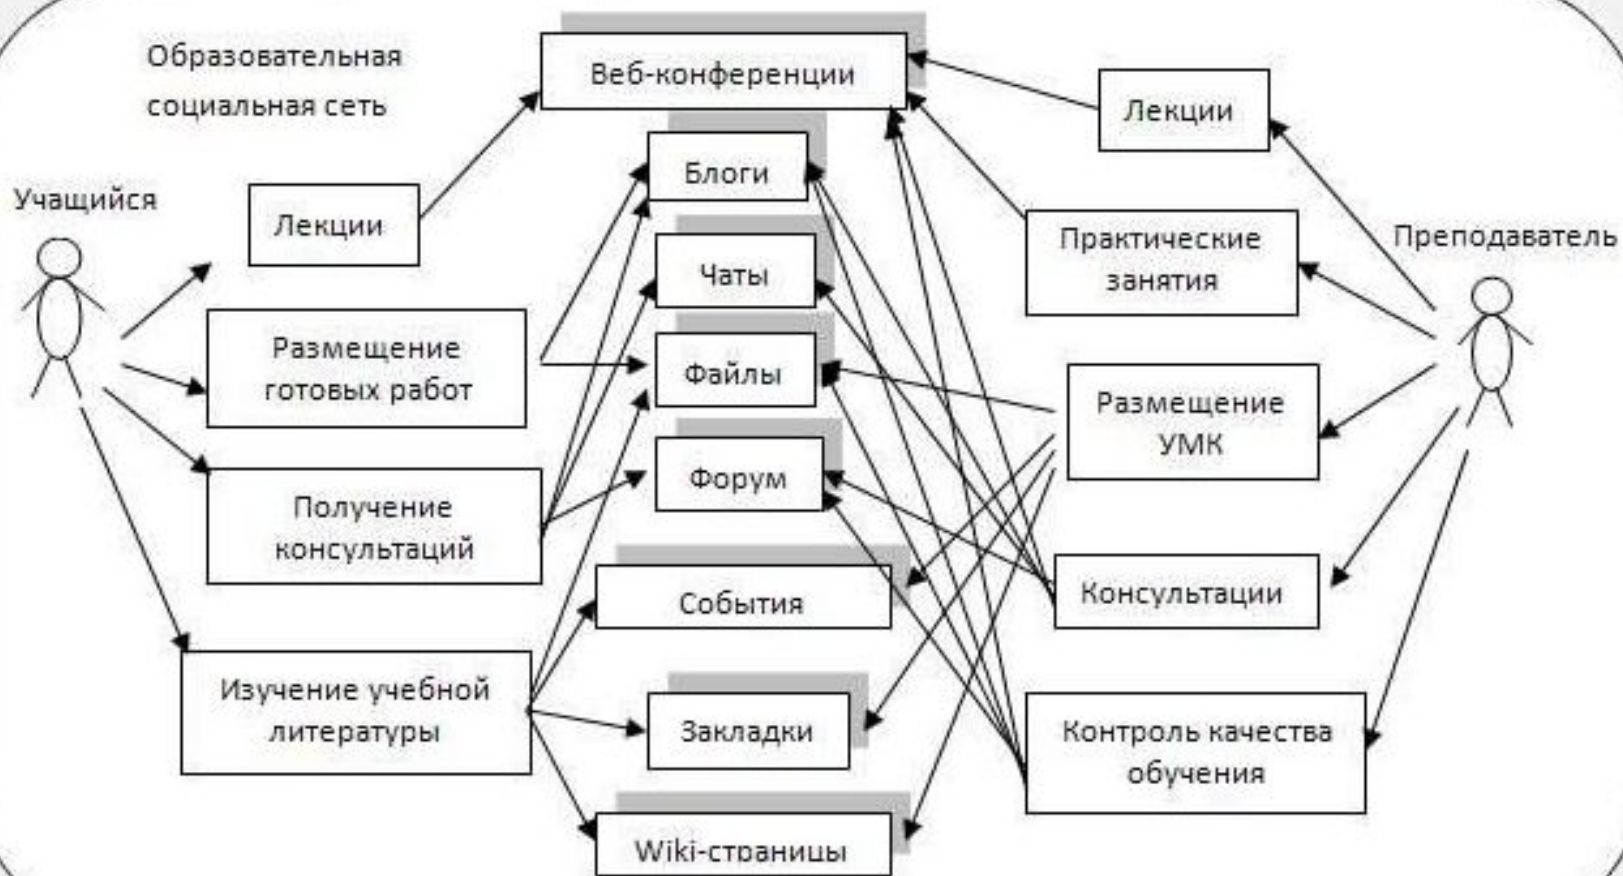 Образовательная
социальная сеть
Учащийся
Лекции
Размещение
готовых работ
Получение
консультаций
Изучение учебной
литературы
Веб-конференции
Блоги
Чаты
Файлы
Форум
События
Закладки
Wiki-страницы
Лекции
Практические
занятия
Размещение
УМК
Консультации
Контроль качества
обучения
Преподаватель